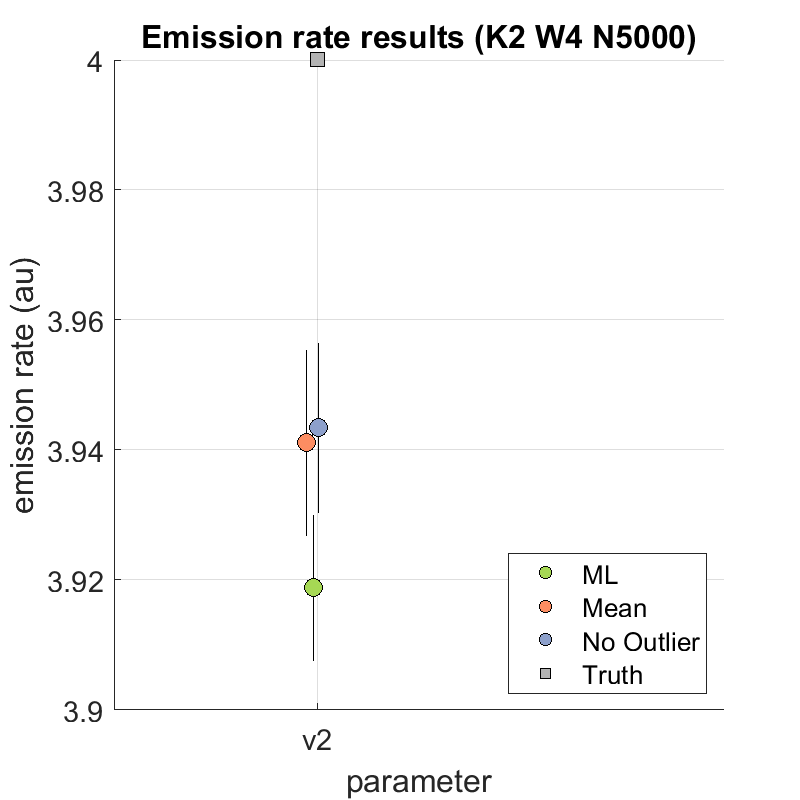 Emission rate results (K2 W4 N5000)
4
3.98
3.96
3.94
3.92
3.9
emission rate (au)
v2
parameter
ML
Mean
No Outlier
Truth